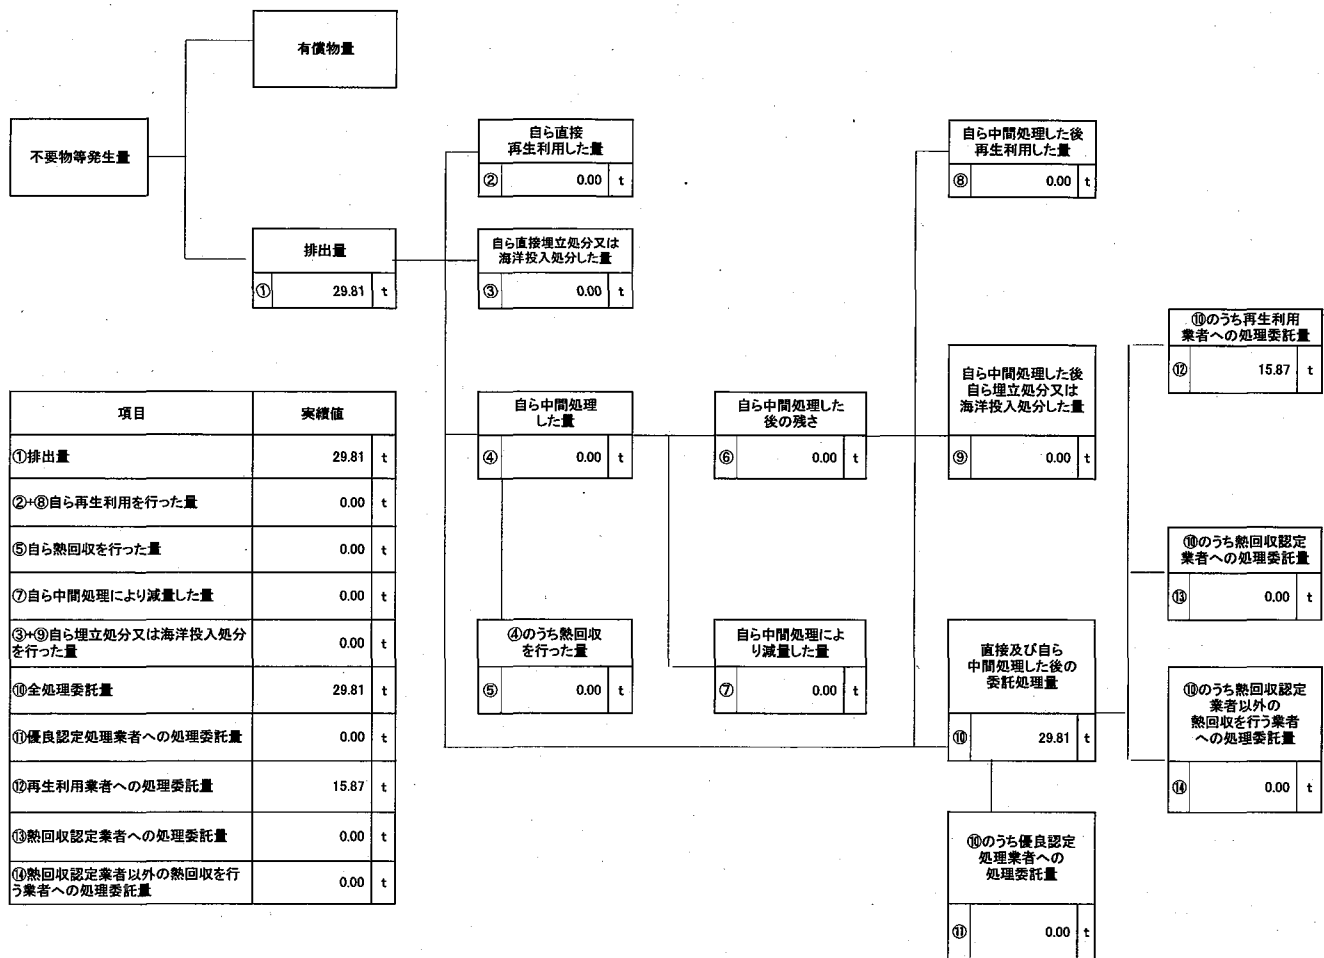 有償物量
不要物等発生量
排出量
① 29.81 t
自ら直接
再生利用した量
② 0.00 t
自ら直接埋立処分又は
海洋投入処分した量
③ 0.00 t
自ら中間処理した後
再生利用した量
⑧ 0.00 t
⑩のうち再生利用
業者への処理委託量
⑫ 15.87 t
自ら中間処理
した量
④ 0.00 t
自ら中間処理した
後の残さ
⑥ 0.00 t
自ら中間処理した後
自ら埋立処分又は
海洋投入処分した量
⑨ 0.00 t
⑩のうち熱回収認定
業者への処理委託量
⑬ 0.00 t
④のうち熱回収
を行った量
⑤ 0.00 t
自ら中間処理によ
り減量した量
⑦ 0.00 t
直接及び自ら
中間処理した後の
委託処理量
⑩ 29.81 t
⑩のうち熱回収認定
業者以外の
熱回収を行う業者
への処理委託量
⑭ 0.00 t
⑩のうち優良認定
処理業者への
処理委託量
⑪ 0.00 t
項目 実績値
①排出量 29.81 t
②+⑧自ら再生利用を行った量 0.00 t
⑤自ら熱回収を行った量 0.00 t
⑦自ら中間処理により減量した量 0.00 t
③+⑨自ら埋立処分又は海洋投入処分
を行った量 0.00 t
⑩全処理委託量 29.81 t
⑪優良認定処理業者への処理委託量 0.00 t
⑫再生利用業者への処理委託量 15.87 t
⑬熱回収認定業者への処理委託量 0.00 t
⑭熱回収認定業者以外の熱回収を行
う業者への処理委託量 0.00 t